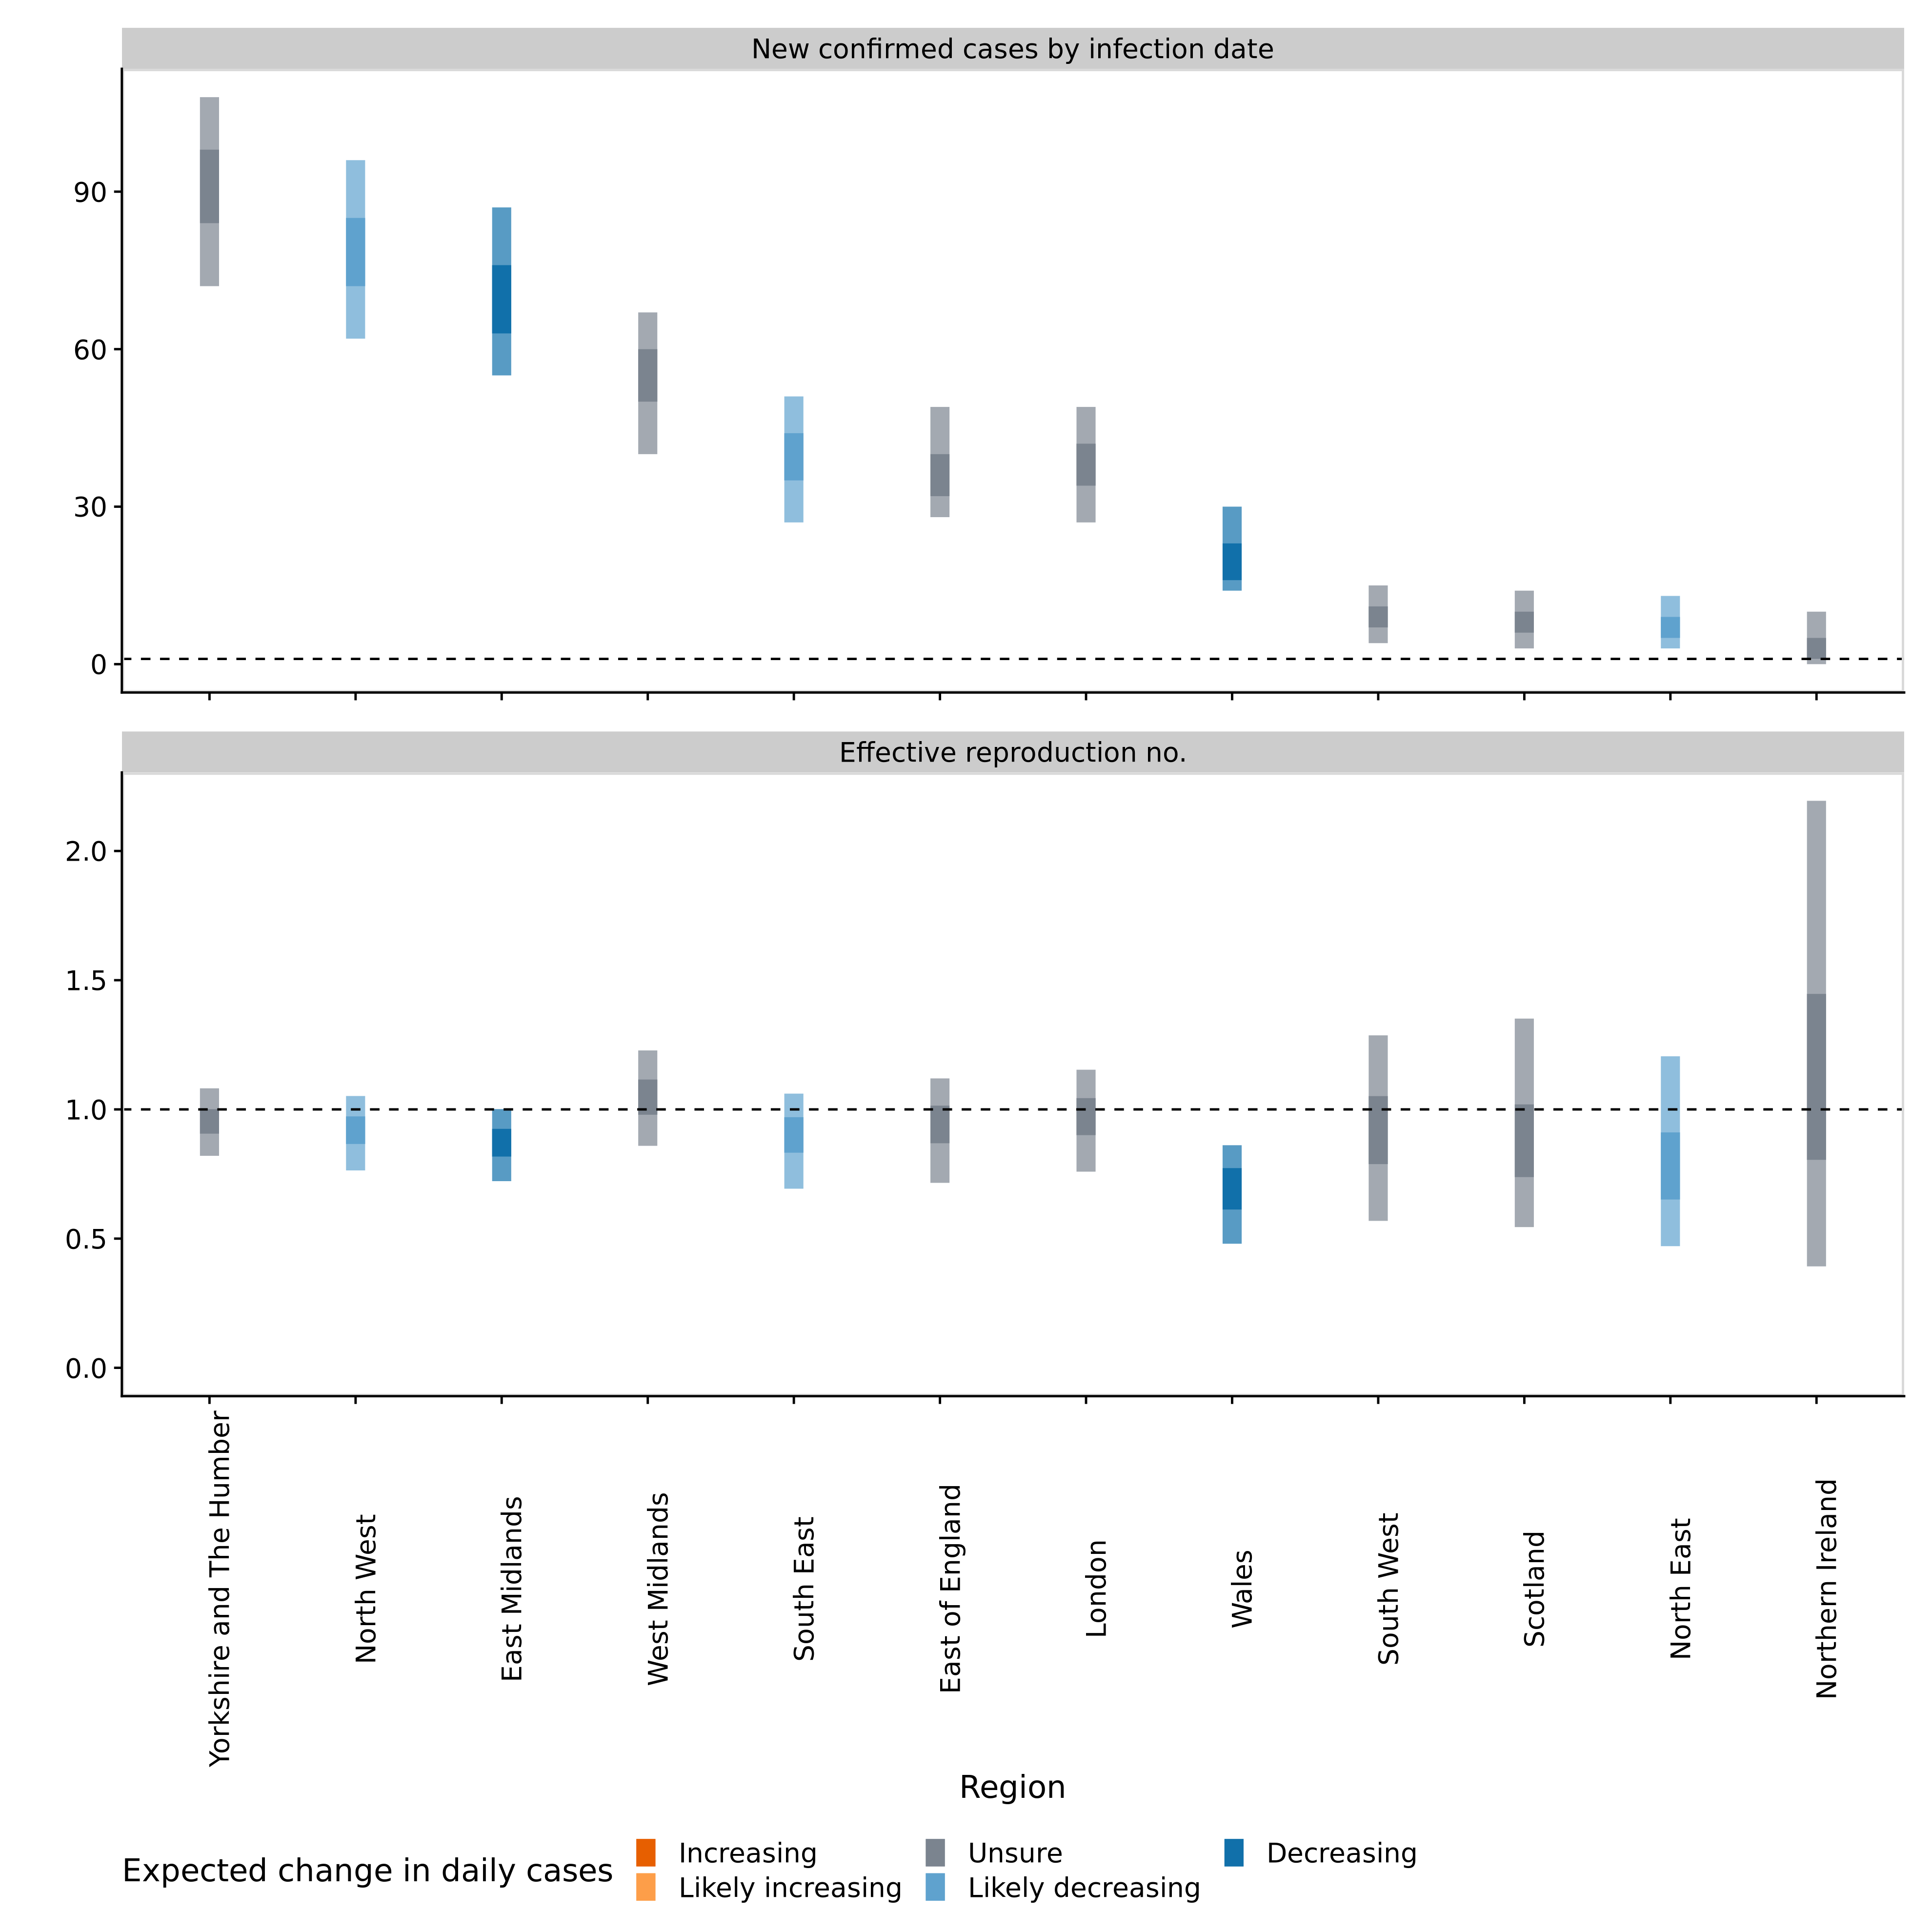 New confirmed cases by infection date
90
60
30
0
Effective reproduction no.
2.0
1.5
1.0
0.5
0.0
Yorkshire and The Humber
North West
East Midlands
West Midlands
South East
East of England
London
Wales
South West
Scotland
North East
Northern Ireland
Region
Expected change in daily cases
Increasing
Likely increasing
Unsure
Likely decreasing
Decreasing